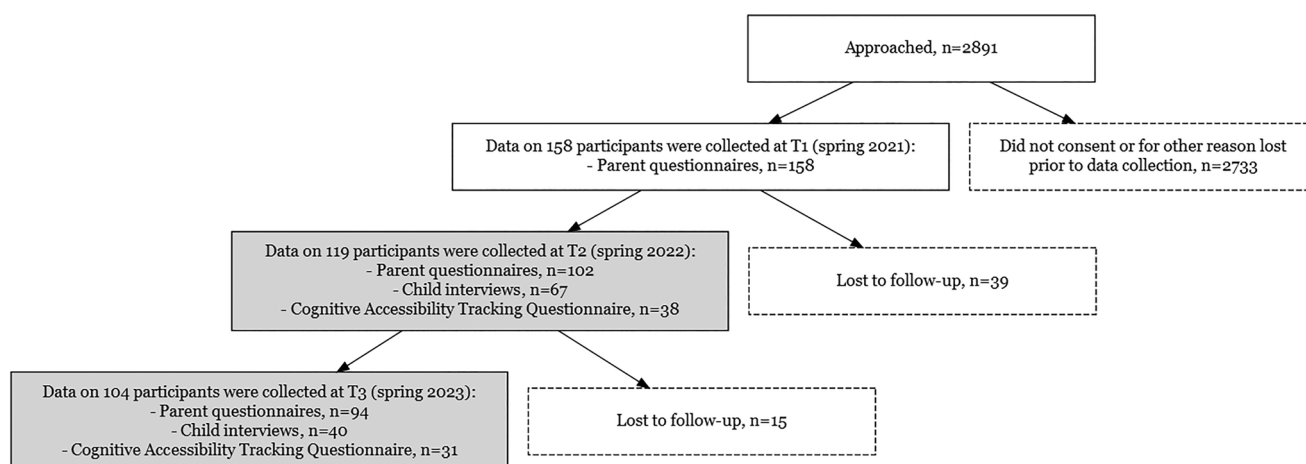 Approached, n=2891
Data on 158 participants were collected at T1 (spring 2021):
- Parent questionnaires, n=158
Did not consent or for other reason lost
prior to data collection, n=2733
Data on 119 participants were collected at T2 (spring 2022):
- Parent questionnaires, n=102
- Child interviews, n=67
- Cognitive Accessibility Tracking Questionnaire, n=38
Lost to follow-up, n=39
Data on 104 participants were collected at T3 (spring 2023):
- Parent questionnaires, n=94
- Child interviews, n=40
- Cognitive Accessibility Tracking Questionnaire, n=31
Lost to follow-up, n=15